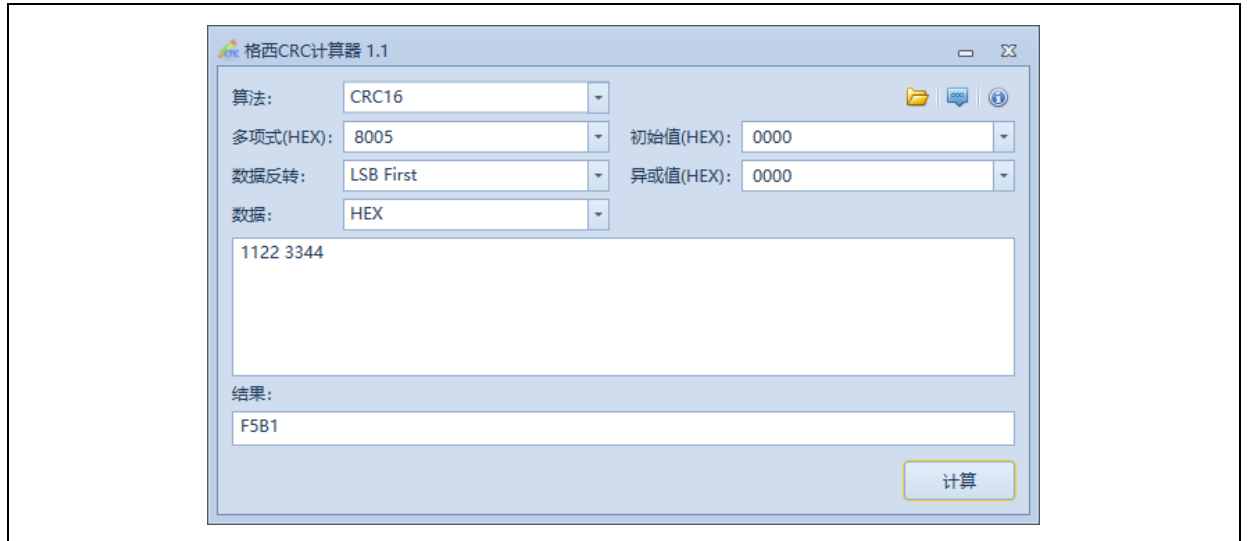 格西CRC计算器 1.1
算法: CRC16
多项式(HEX): 8005 初始值(HEX): 0000
数据反转: LSB First 异或值(HEX): 0000
数据: HEX
1122 3344
结果:
F5B1
计算